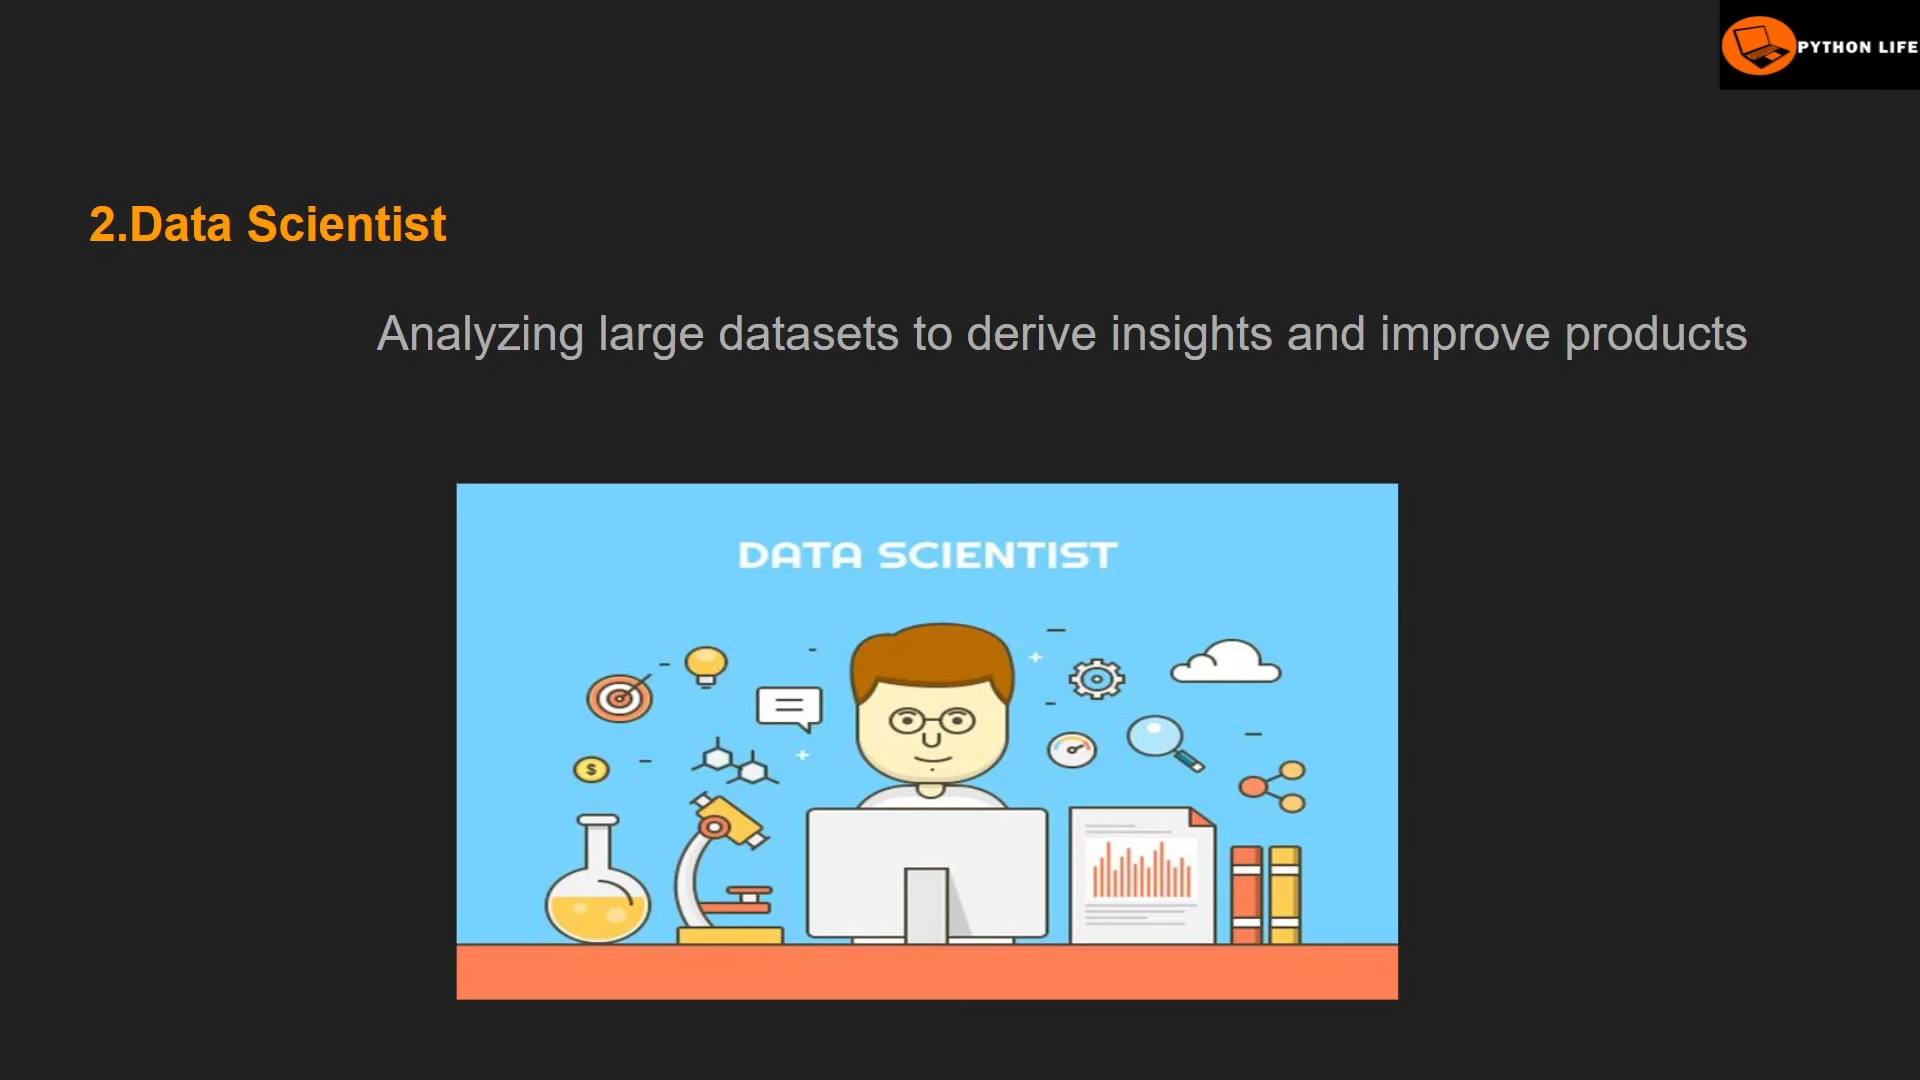 PYTHON LIFE
2.Data Scientist
Analyzing large datasets to derive insights and improve products
DATA SCIENTIST
$